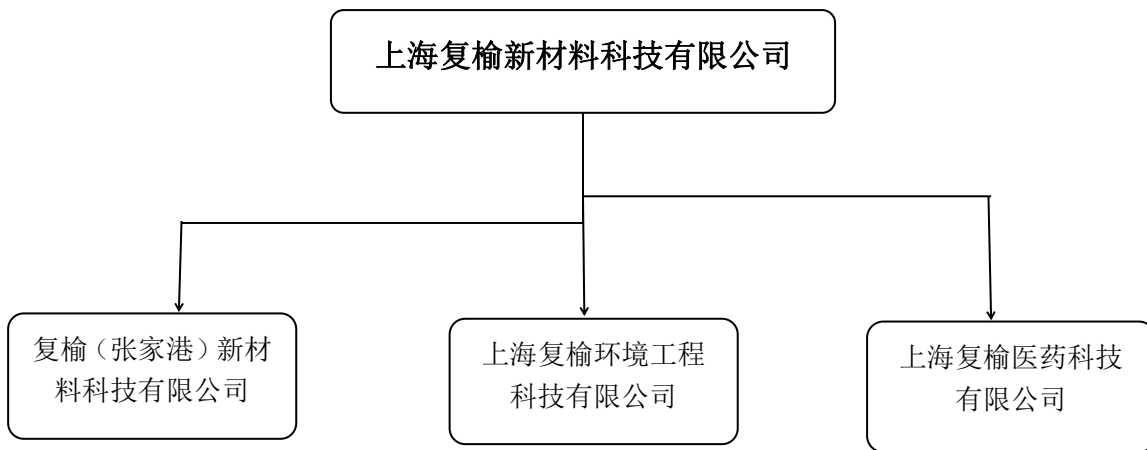 上海复榆新材料科技有限公司
复榆（张家港）新材
料科技有限公司
上海复榆环境工程
科技有限公司
上海复榆医药科技
有限公司